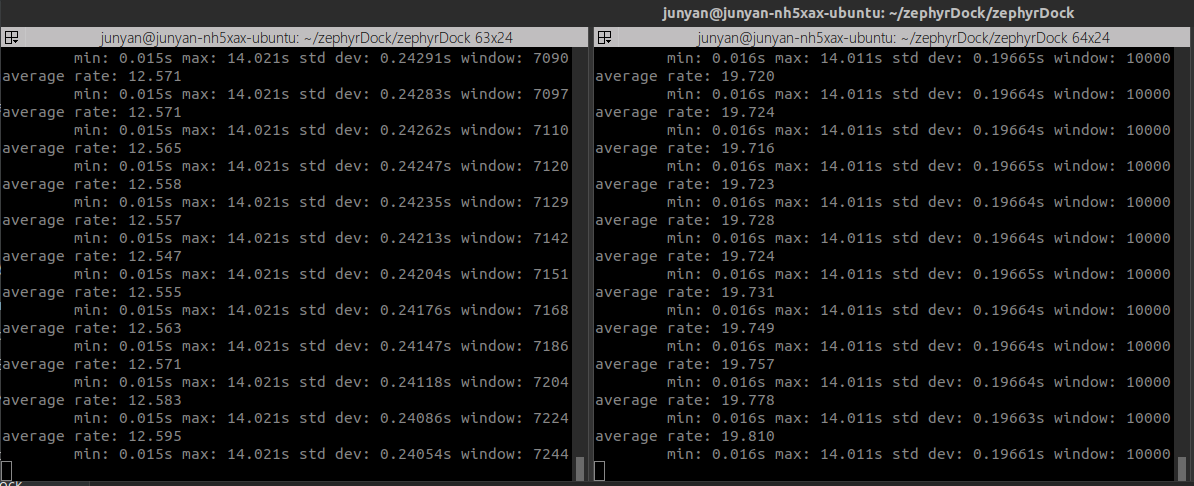 junyan@junyan-nh5xax-ubuntu: ~/zephyrDock/zephyrDock
junyan@junyan-nh5xax-ubuntu: ~/zephyrDock/zephyrDock 63x24
min: 0.015s max: 14.021s std dev: 0.24291s window: 7090
average rate: 12.571
min: 0.015s max: 14.021s std dev: 0.24283s window: 7097
average rate: 12.571
min: 0.015s max: 14.021s std dev: 0.24262s window: 7110
average rate: 12.565
min: 0.015s max: 14.021s std dev: 0.24247s window: 7120
average rate: 12.558
min: 0.015s max: 14.021s std dev: 0.24235s window: 7129
average rate: 12.557
min: 0.015s max: 14.021s std dev: 0.24213s window: 7142
average rate: 12.547
min: 0.015s max: 14.021s std dev: 0.24204s window: 7151
average rate: 12.555
min: 0.015s max: 14.021s std dev: 0.24176s window: 7168
average rate: 12.563
min: 0.015s max: 14.021s std dev: 0.24147s window: 7186
average rate: 12.571
min: 0.015s max: 14.021s std dev: 0.24118s window: 7204
average rate: 12.583
min: 0.015s max: 14.021s std dev: 0.24086s window: 7224
average rate: 12.595
min: 0.015s max: 14.021s std dev: 0.24054s window: 7244
junyan@junyan-nh5xax-ubuntu: ~/zephyrDock/zephyrDock 64x24
min: 0.016s max: 14.011s std dev: 0.19665s window: 10000
average rate: 19.720
min: 0.016s max: 14.011s std dev: 0.19664s window: 10000
average rate: 19.724
min: 0.016s max: 14.011s std dev: 0.19664s window: 10000
average rate: 19.716
min: 0.016s max: 14.011s std dev: 0.19665s window: 10000
average rate: 19.723
min: 0.016s max: 14.011s std dev: 0.19664s window: 10000
average rate: 19.728
min: 0.016s max: 14.011s std dev: 0.19664s window: 10000
average rate: 19.724
min: 0.016s max: 14.011s std dev: 0.19665s window: 10000
average rate: 19.731
min: 0.016s max: 14.011s std dev: 0.19664s window: 10000
average rate: 19.749
min: 0.016s max: 14.011s std dev: 0.19664s window: 10000
average rate: 19.757
min: 0.016s max: 14.011s std dev: 0.19664s window: 10000
average rate: 19.778
min: 0.016s max: 14.011s std dev: 0.19663s window: 10000
average rate: 19.810
min: 0.016s max: 14.011s std dev: 0.19661s window: 10000